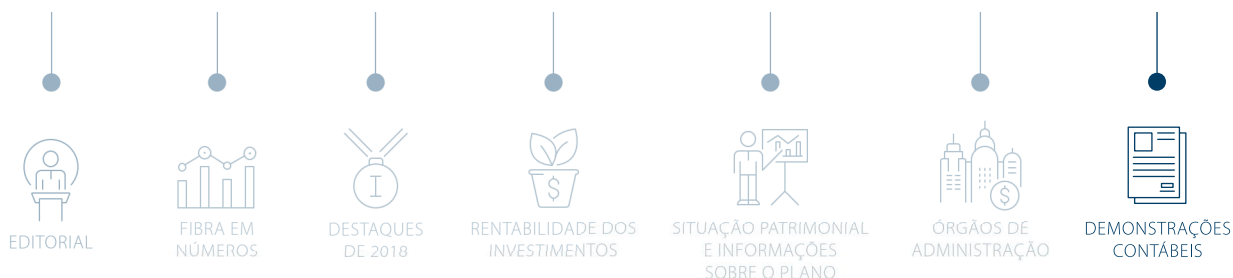 EDITORIAL
FIBRA EM
NÚMEROS
DESTAQUES
DE 2018
RENTABILIDADE DOS
INVESTIMENTOS
SITUAÇÃO PATRIMONIAL
E INFORMAÇÕES
SOBRE O PLANO
ÓRGÃOS DE
ADMINISTRAÇÃO
DEMONSTRAÇÕES
CONTÁBEIS